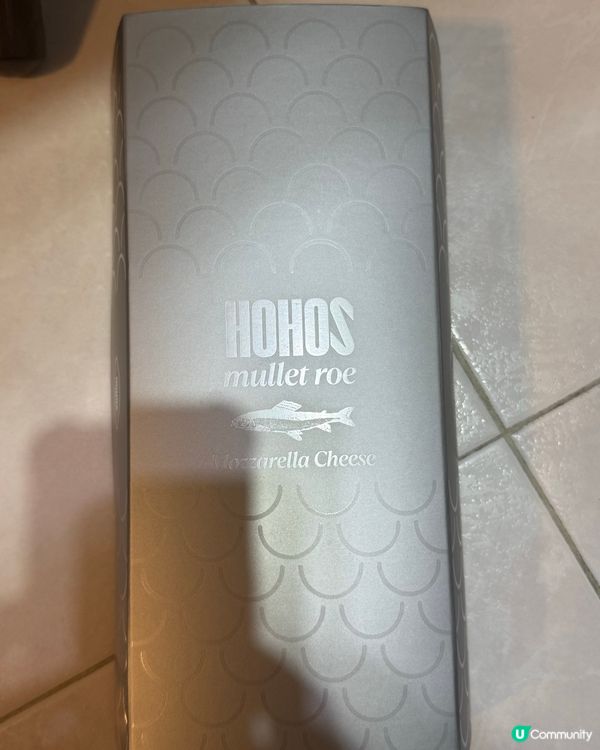 HOHOS
mullet roe
Mozzarella Cheese
U Community